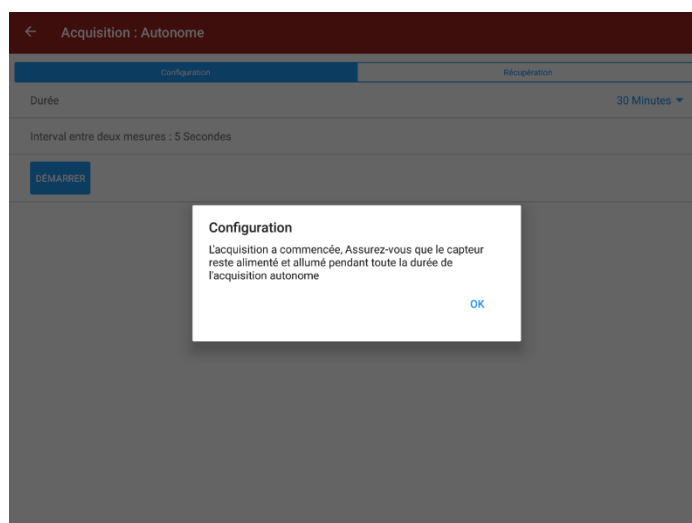 Acquisition : Autonome
Configuration
Récupération
Durée
30 Minutes
Interval entre deux mesures : 5 Secondes
DÉMARRER
Configuration
L'acquisition a commencée, Assurez-vous que le capteur
reste alimenté et allumé pendant toute la durée de
l'acquisition autonome
OK